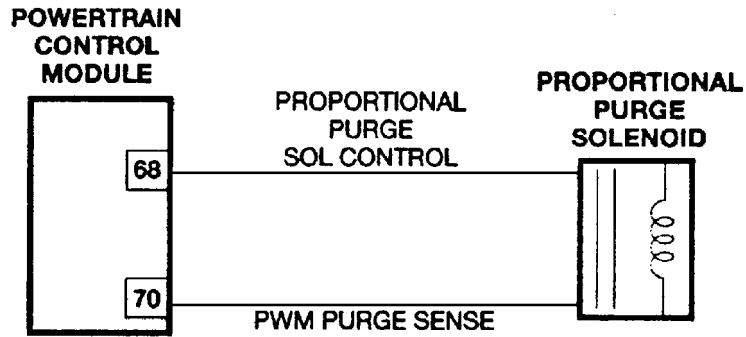 POWERTRAIN
CONTROL
MODULE
PROPORTIONAL
PURGE
SOL CONTROL
PROPORTIONAL
PURGE
SOLENOID
68
70
PWM PURGE SENSE